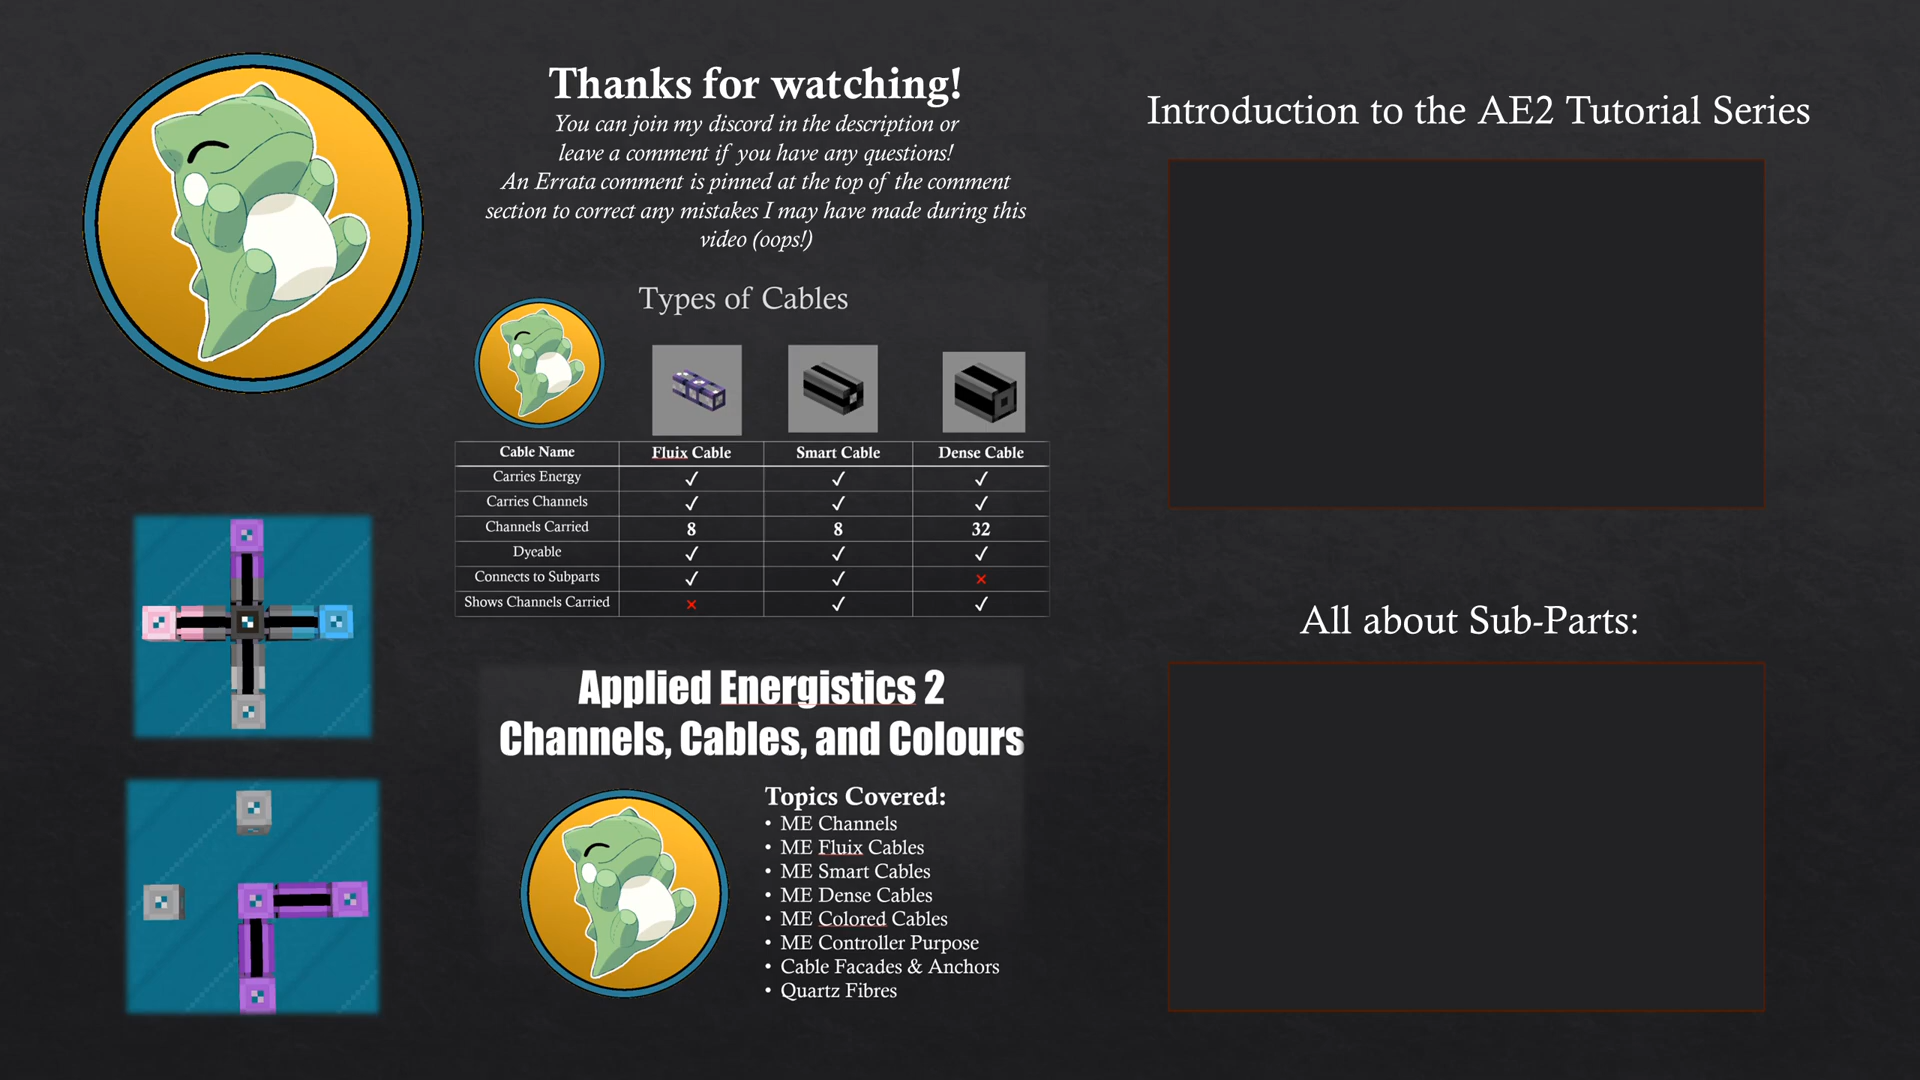 Thanks for watching!
You can join my discord in the description or
leave a comment if you have any questions!
An Errata comment is pinned at the top of the comment
section to correct any mistakes I may have made during this
video (oops!)
Types of Cables
Cable Name Fluix Cable Smart Cable Dense Cable
Carries Energy ✓ ✓ ✓
Carries Channels ✓ ✓ ✓
Channels Carried 8 8 32
Dyeable ✓ ✓ ✓
Connects to Subparts ✓ ✓ ×
Shows Channels Carried × ✓ ✓
Applied Energistics 2
Channels, Cables, and Colours
Topics Covered:
• ME Channels
• ME Fluix Cables
• ME Smart Cables
• ME Dense Cables
• ME Colored Cables
• ME Controller Purpose
• Cable Facades & Anchors
• Quartz Fibres
Introduction to the AE2 Tutorial Series
All about Sub-Parts: